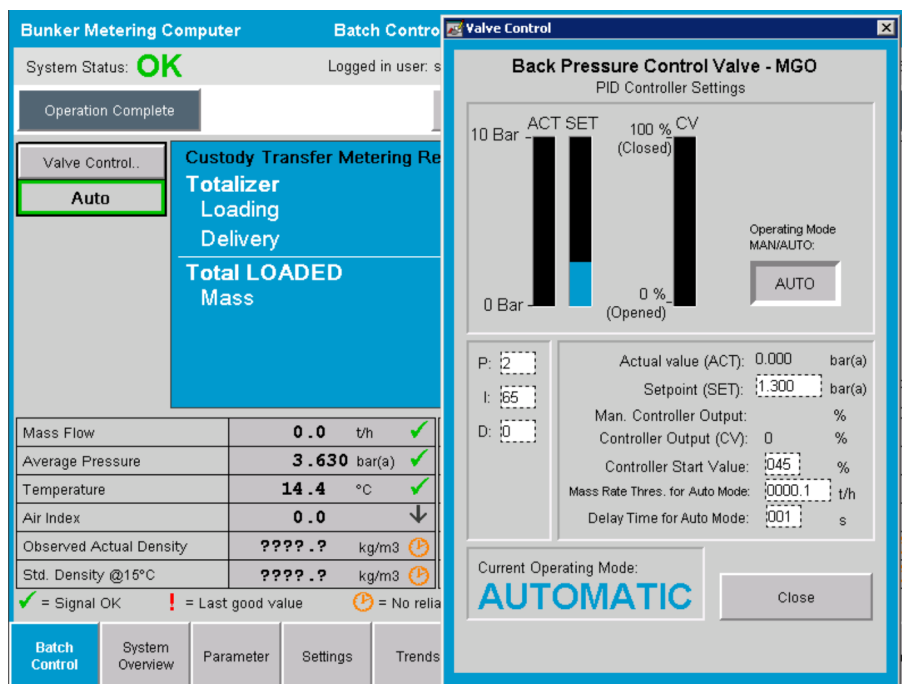 Bunker Metering Computer Batch Contro
System Status: OK Logged in user: s
Operation Complete
Valve Control..
Auto
Custody Transfer Metering Re
Totalizer
Loading
Delivery
Total LOADED
Mass
Mass Flow 0.0 t/h
Average Pressure 3.630 bar(a)
Temperature 14.4 °C
Air Index 0.0
Observed Actual Density ????.? kg/m3
Std. Density @15°C ????.? kg/m3
= Signal OK ! = Last good value = No relia
Batch Control
System Overview
Parameter
Settings
Trends
Valve Control
Back Pressure Control Valve - MGO
PID Controller Settings
ACT SET CV
10 Bar 100 %
(Closed)
0 Bar 0 %
(Opened)
Operating Mode
MAN/AUTO:
AUTO
P: 2
I: 65
D: 0
Actual value (ACT): 0.000 bar(a)
Setpoint (SET): 1.300 bar(a)
Man. Controller Output: %
Controller Output (CV): 0 %
Controller Start Value: 045 %
Mass Rate Thres. for Auto Mode: 0000.1 t/h
Delay Time for Auto Mode: 001 s
Current Operating Mode:
AUTOMATIC
Close